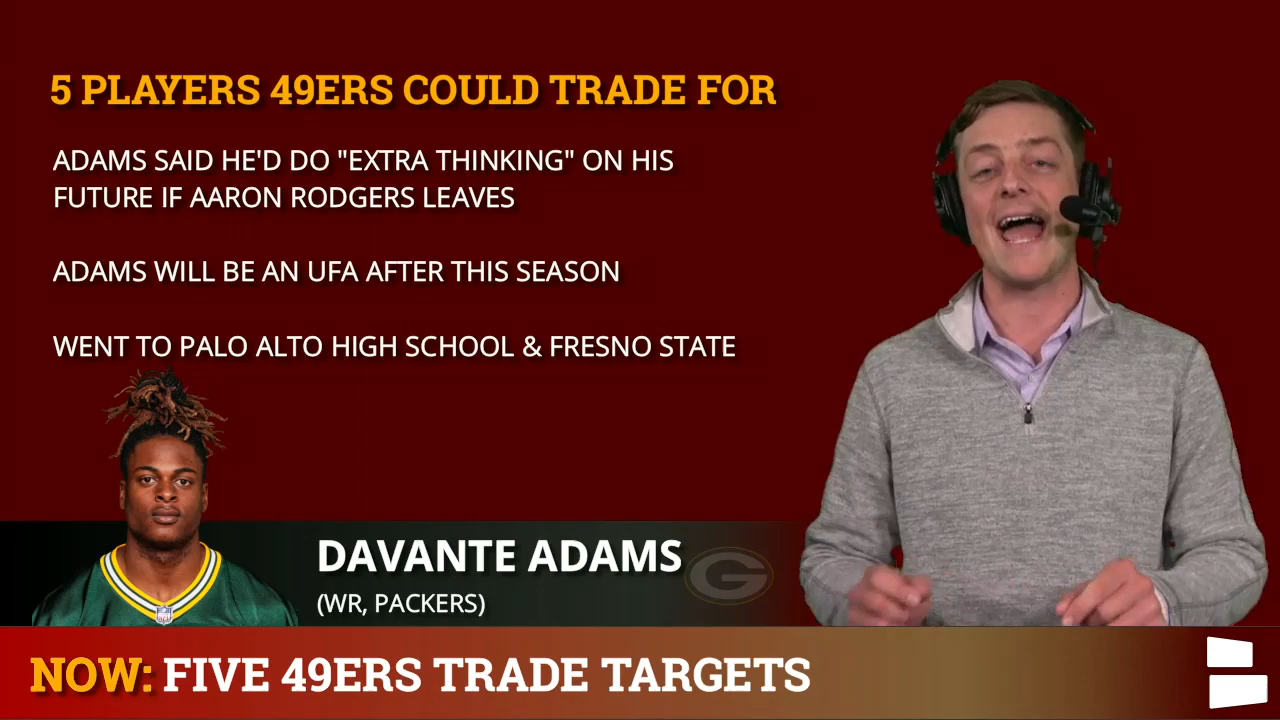 5 PLAYERS 49ERS COULD TRADE FOR
ADAMS SAID HE'D DO "EXTRA THINKING" ON HIS
FUTURE IF AARON RODGERS LEAVES
ADAMS WILL BE AN UFA AFTER THIS SEASON
WENT TO PALO ALTO HIGH SCHOOL & FRESNO STATE
DAVANTE ADAMS
G
(WR, PACKERS)
NOW: FIVE 49ERS TRADE TARGETS